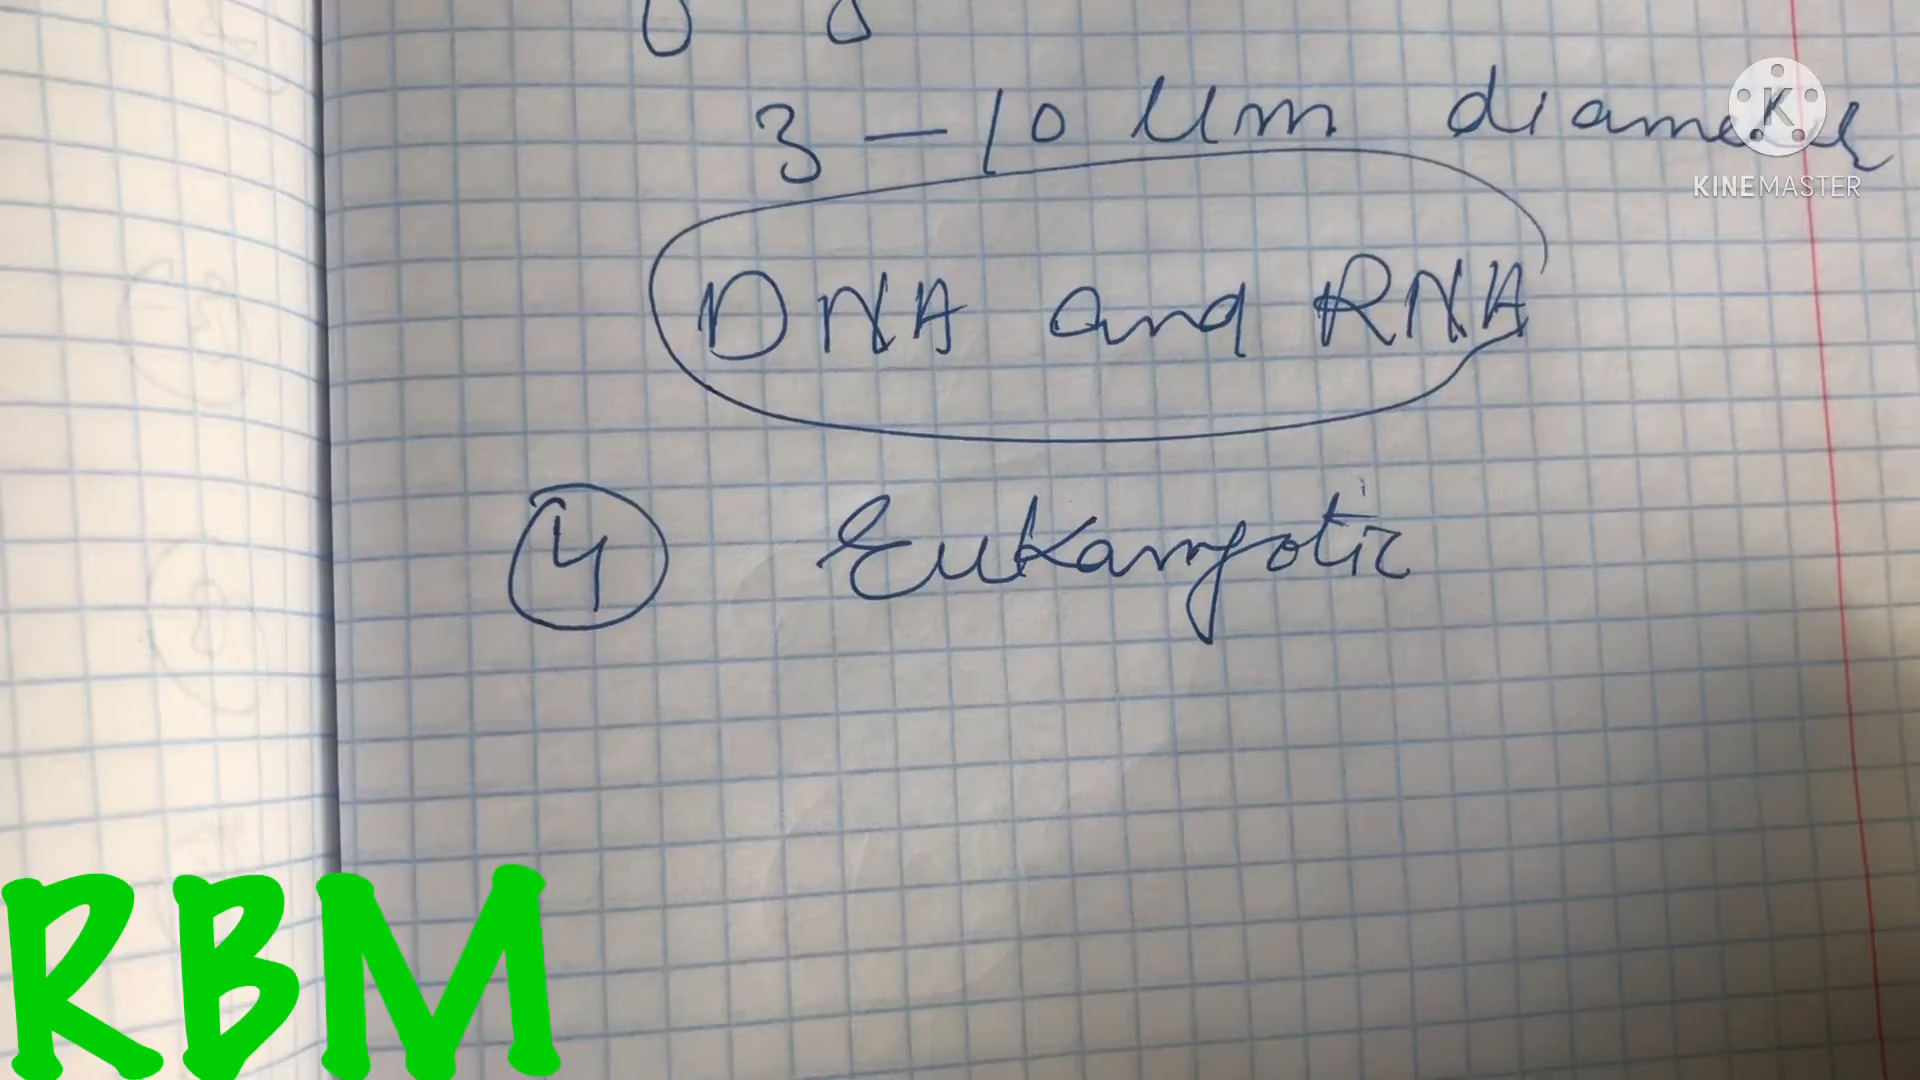 3 - 10 Um diameter
KINEMASTER
DNA and RNA
4 Eukaryotic
RBM